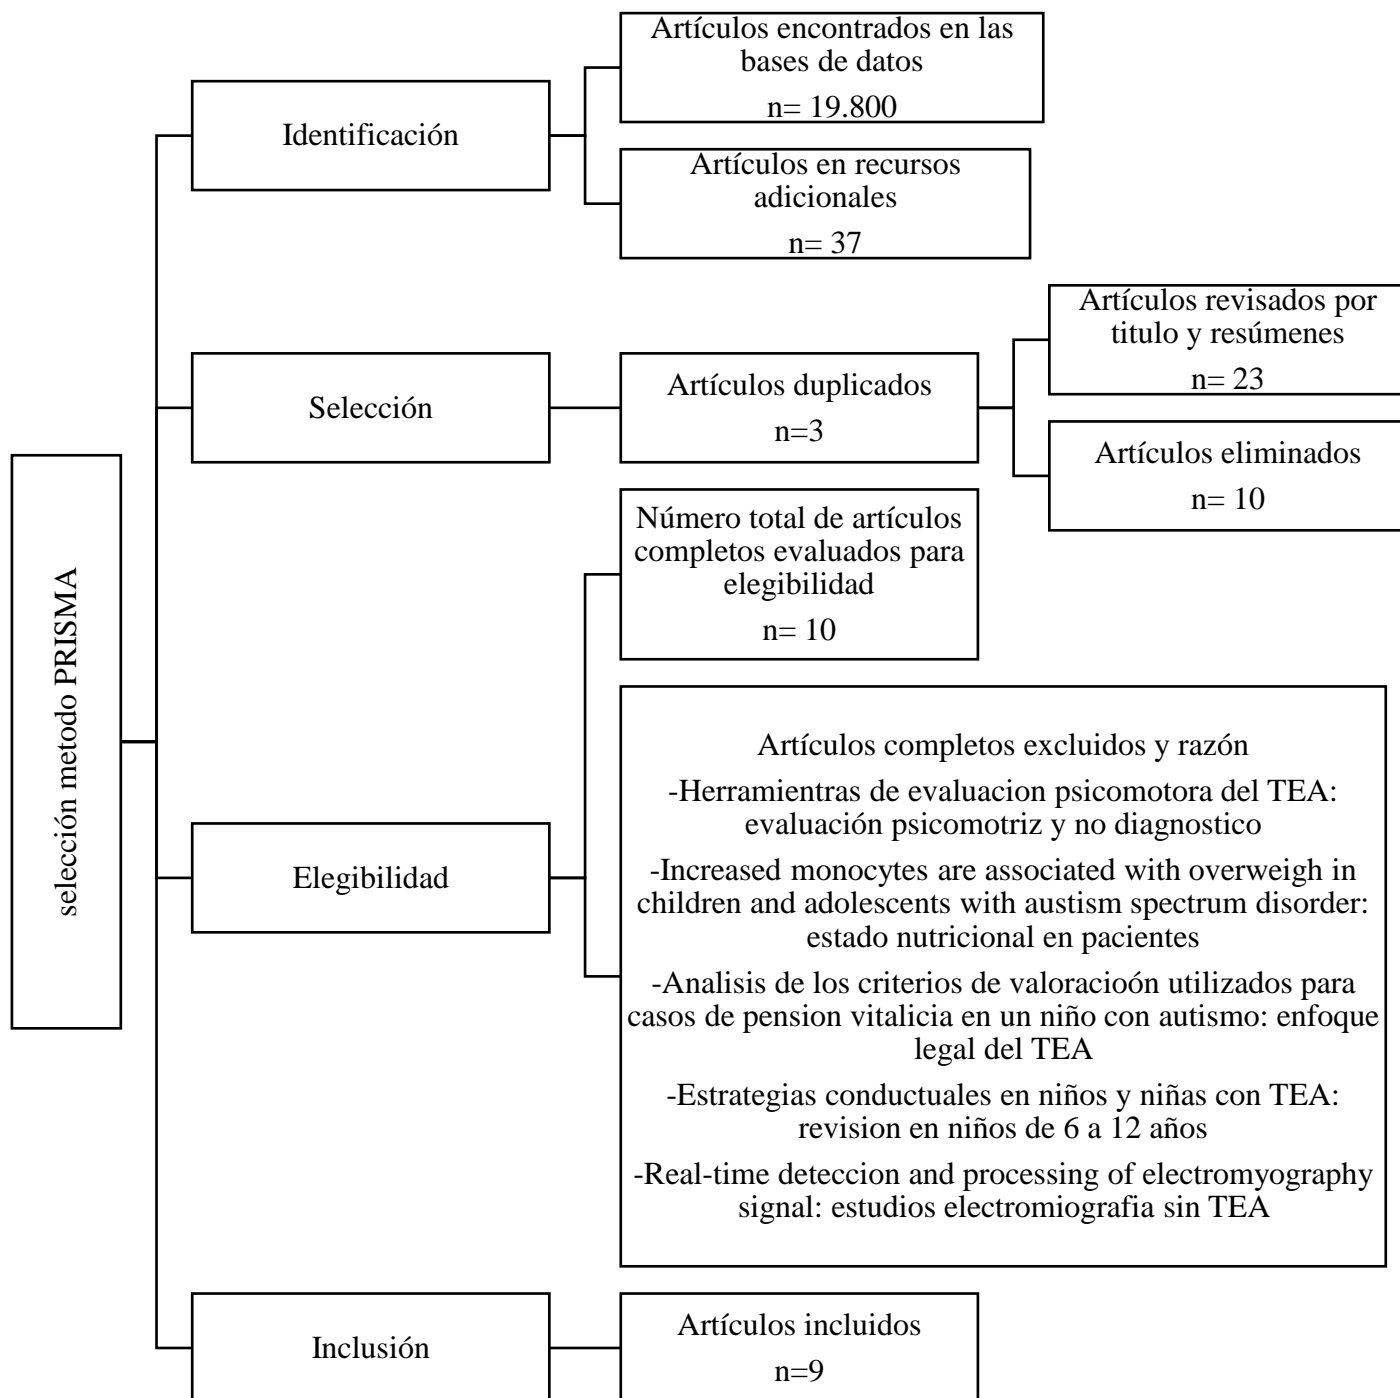 selección metodo PRISMA
Identificación
Artículos encontrados en las
bases de datos
n= 19.800
Artículos en recursos
adicionales
n= 37
Selección
Artículos duplicados
n=3
Artículos revisados por
titulo y resúmenes
n= 23
Artículos eliminados
n= 10
Elegibilidad
Número total de artículos
completos evaluados para
elegibilidad
n= 10
Artículos completos excluidos y razón
-Herramientras de evaluacion psicomotora del TEA:
evaluación psicomotriz y no diagnostico
-Increased monocytes are associated with overweigh in
children and adolescents with austism spectrum disorder:
estado nutricional en pacientes
-Analisis de los criterios de valoracioón utilizados para
casos de pension vitalicia en un niño con autismo: enfoque
legal del TEA
-Estrategias conductuales en niños y niñas con TEA:
revision en niños de 6 a 12 años
-Real-time deteccion and processing of electromyography
signal: estudios electromiografia sin TEA
Inclusión
Artículos incluidos
n=9